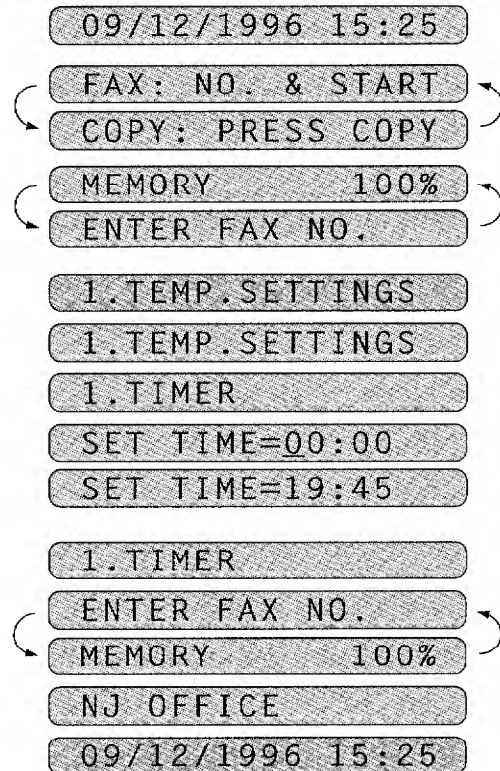 09/12/1996 15:25
FAX: NO. & START
COPY: PRESS COPY
MEMORY 100%
ENTER FAX NO.
1.TEMP.SETTINGS
1.TEMP.SETTINGS
1.TIMER
SET TIME=00:00
SET TIME=19:45
1.TIMER
ENTER FAX NO.
MEMORY 100%
NJ OFFICE
09/12/1996 15:25